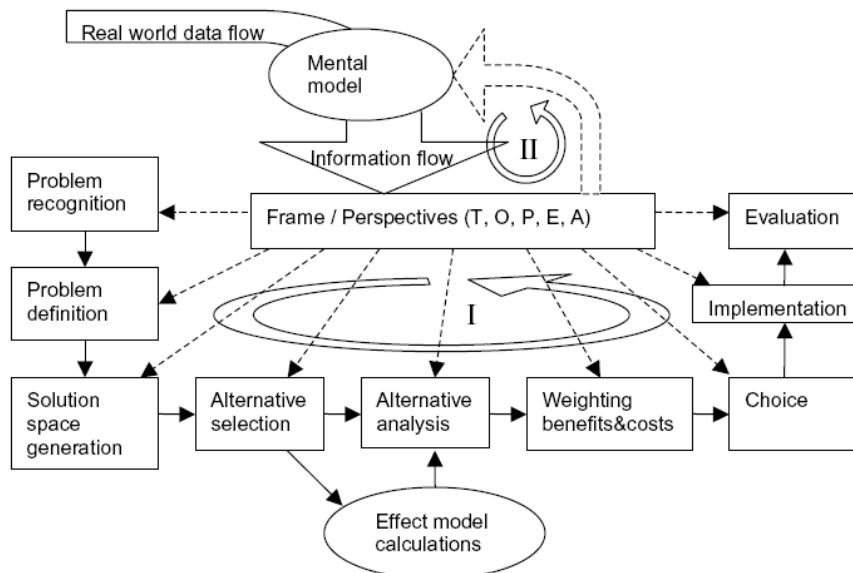 Real world data flow
Mental
model
Information flow
II
Problem
recognition
Frame / Perspectives (T, O, P, E, A)
Evaluation
Problem
definition
I
Implementation
Solution
space
generation
Alternative
selection
Alternative
analysis
Weighting
benefits&costs
Choice
Effect model
calculations